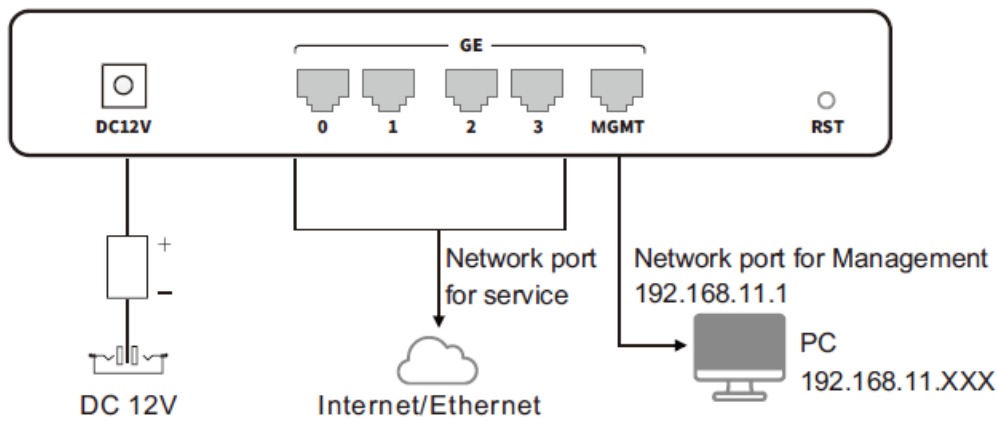 GE
DC12V
0
1
2
3
MGMT
RST
+
−
Network port
for service
Network port for Management
192.168.11.1
PC
192.168.11.XXX
DC 12V
Internet/Ethernet